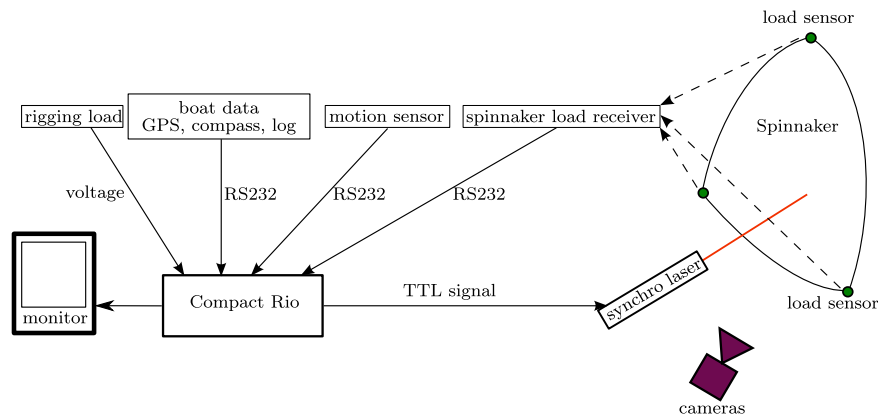 load sensor
rigging load
boat data
GPS, compass, log
motion sensor
spinnaker load receiver
Spinnaker
voltage
RS232
RS232
RS232
Compact Rio
TTL signal
synchro laser
monitor
load sensor
cameras